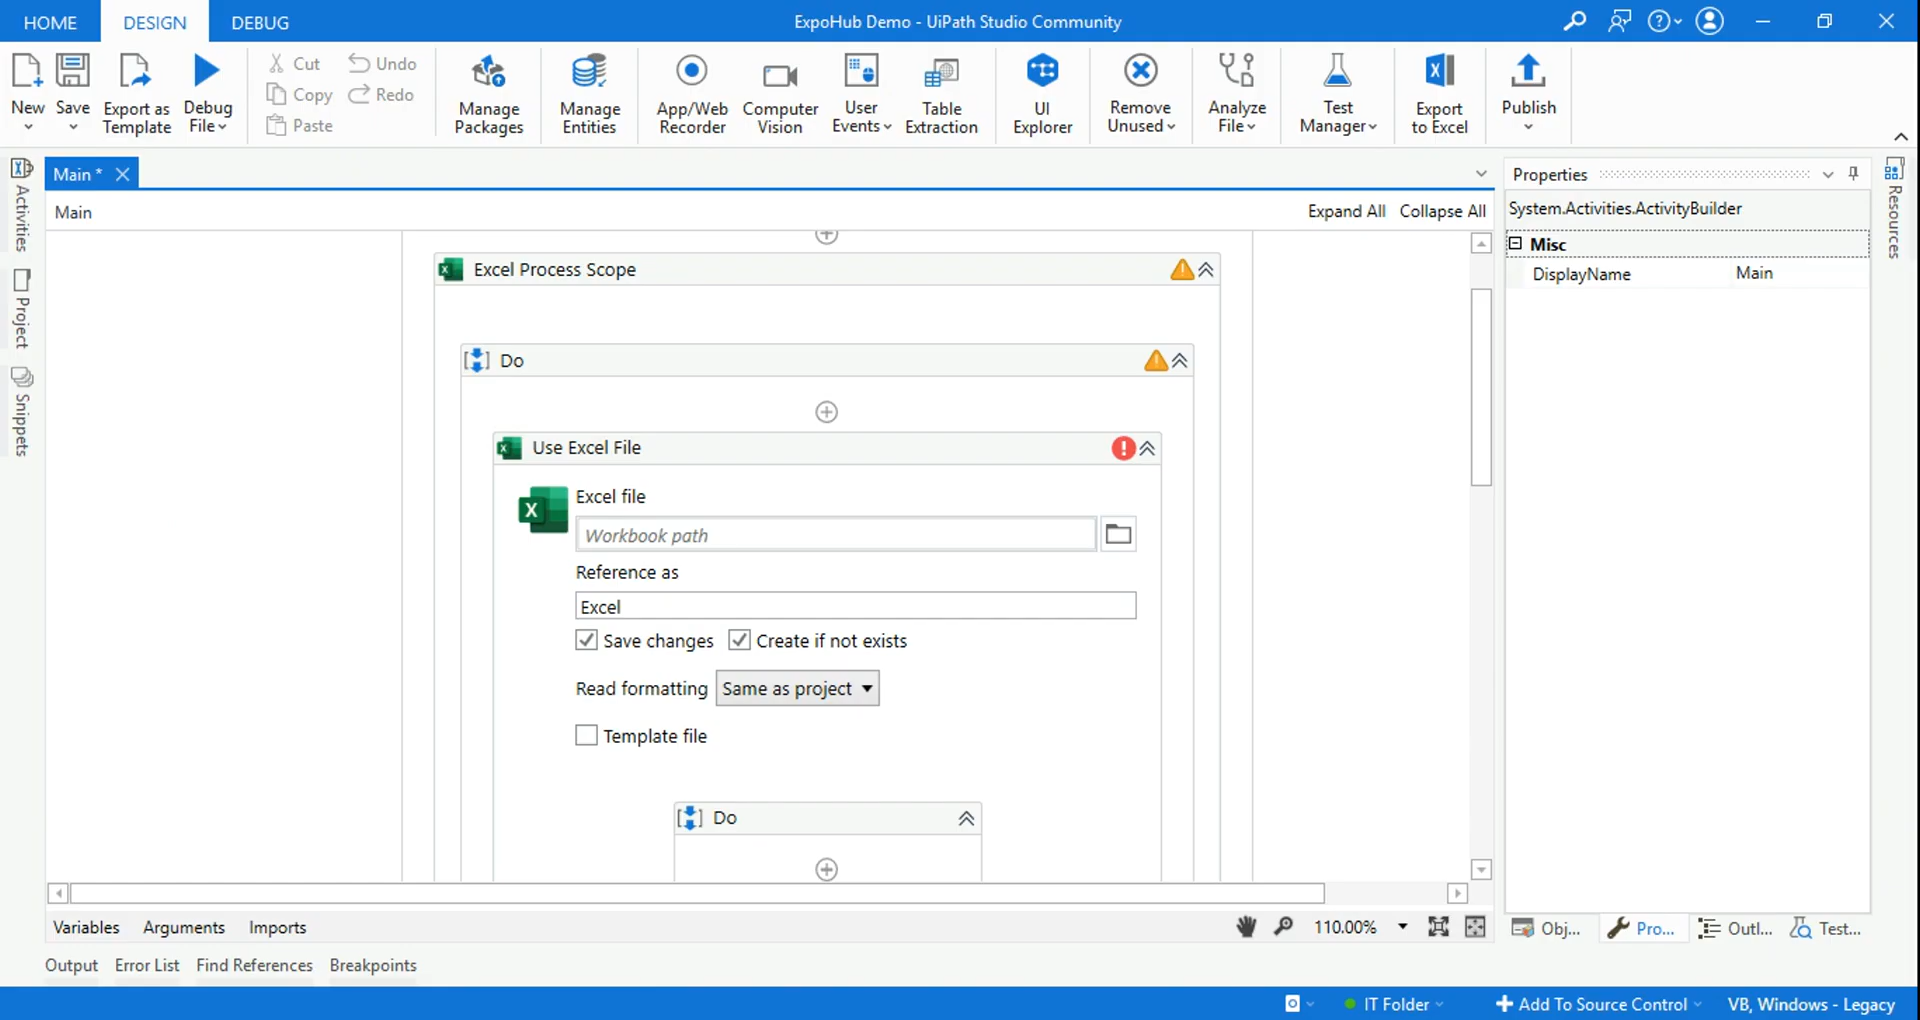 HOME DESIGN DEBUG ExpoHub Demo - UiPath Studio Community
New Save Export as Template Debug File
Cut Undo
Copy Redo
Paste
Manage Packages
Manage Entities
App/Web Recorder
Computer Vision
User Events
Table Extraction
UI Explorer
Remove Unused
Analyze File
Test Manager
Export to Excel
Publish
Activities
Project
Snippets
Main *
Main Expand All Collapse All
Excel Process Scope
Do
Use Excel File
Excel file
Workbook path
Reference as
Excel
Save changes Create if not exists
Read formatting Same as project
Template file
Do
Properties
System.Activities.ActivityBuilder
Misc
DisplayName Main
Resources
Variables Arguments Imports 110.00%
Obj... Pro... Outl... Test...
Output Error List Find References Breakpoints
IT Folder Add To Source Control VB, Windows - Legacy